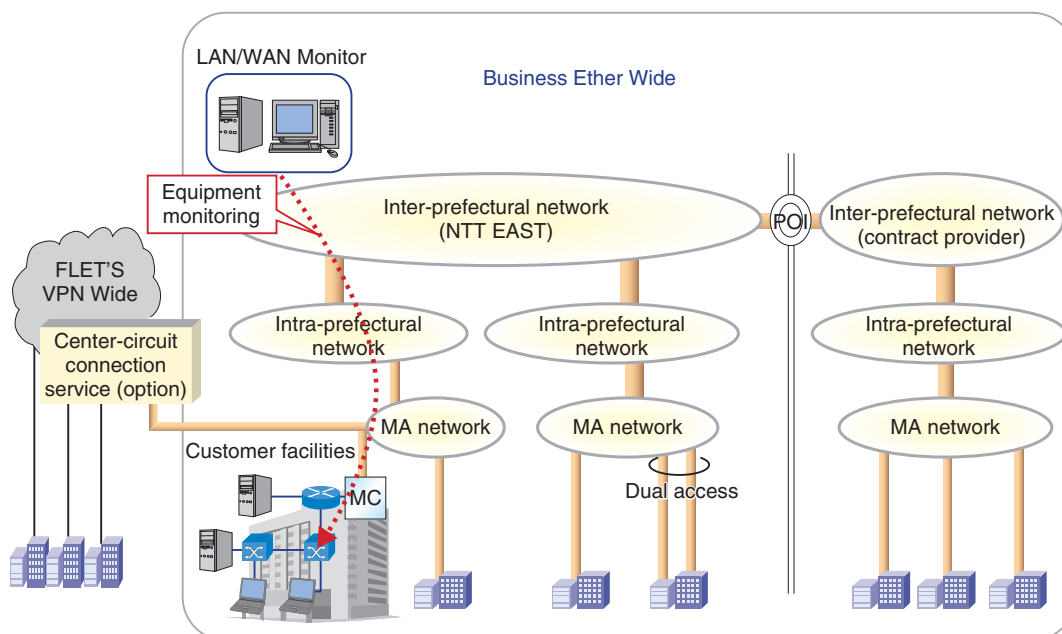 LAN/WAN Monitor
Business Ether Wide
Equipment
monitoring
Inter-prefectural network
(NTT EAST)
POI
Inter-prefectural network
(contract provider)
FLET'S
VPN Wide
Center-circuit
connection
service (option)
Intra-prefectural
network
Intra-prefectural
network
Intra-prefectural
network
MA network
MA network
MA network
Customer facilities
MC
Dual access